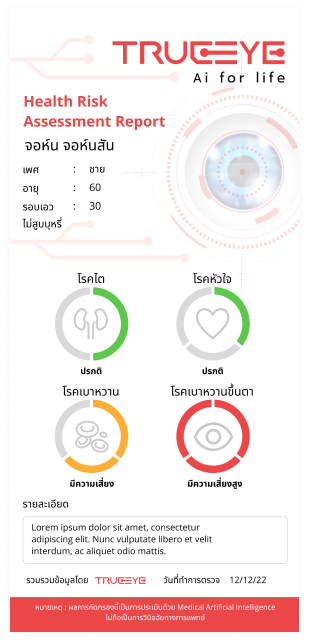 TRUEEYE
Ai for life
Health Risk
Assessment Report
จอห์น จอห์นสัน
เพศ : ชาย
อายุ : 60
รอบเอว : 30
ไม่สูบบุหรี่
โรคไต โรคหัวใจ
ปรกติ ปรกติ
โรคเบาหวาน โรคเบาหวานขึ้นตา
มีความเสี่ยง มีความเสี่ยงสูง
รายละเอียด
Lorem ipsum dolor sit amet, consectetur
adipiscing elit. Nunc vulputate libero et velit
interdum, ac aliquet odio mattis.
รวบรวมข้อมูลโดย TRUEEYE วันที่ทำการตรวจ 12/12/22
หมายเหตุ : ผลการคัดกรองนี้เป็นการประเมินด้วย Medical Artificial Intelligence
ไม่ถือเป็นการวินิจฉัยทางการแพทย์